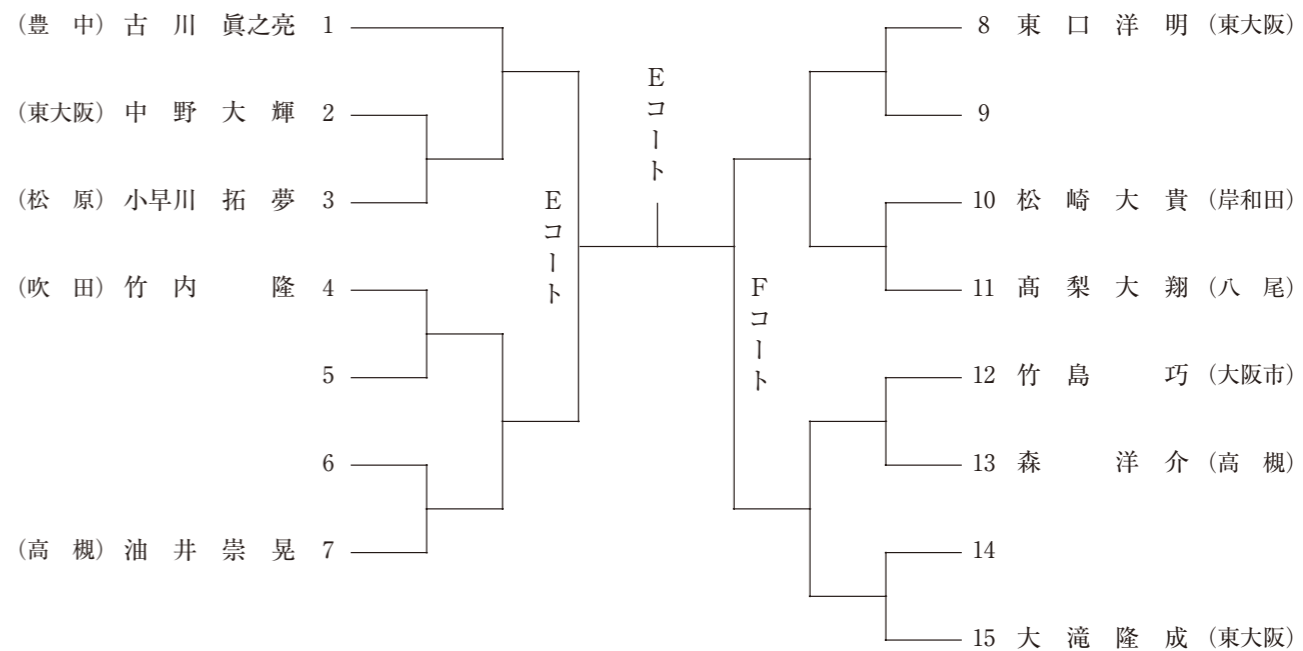 (豊 中) 古 川 眞之亮 1
(東大阪) 中 野 大 輝 2
(松 原) 小早川 拓 夢 3
(吹 田) 竹 内 隆 4
5
6
(高 槻) 油 井 崇 晃 7
Eコート
Eコート
Fコート
8 東 口 洋 明 (東大阪)
9
10 松 崎 大 貴 (岸和田)
11 髙 梨 大 翔 (八 尾)
12 竹 島 巧 (大阪市)
13 森 洋 介 (高 槻)
14
15 大 滝 隆 成 (東大阪)